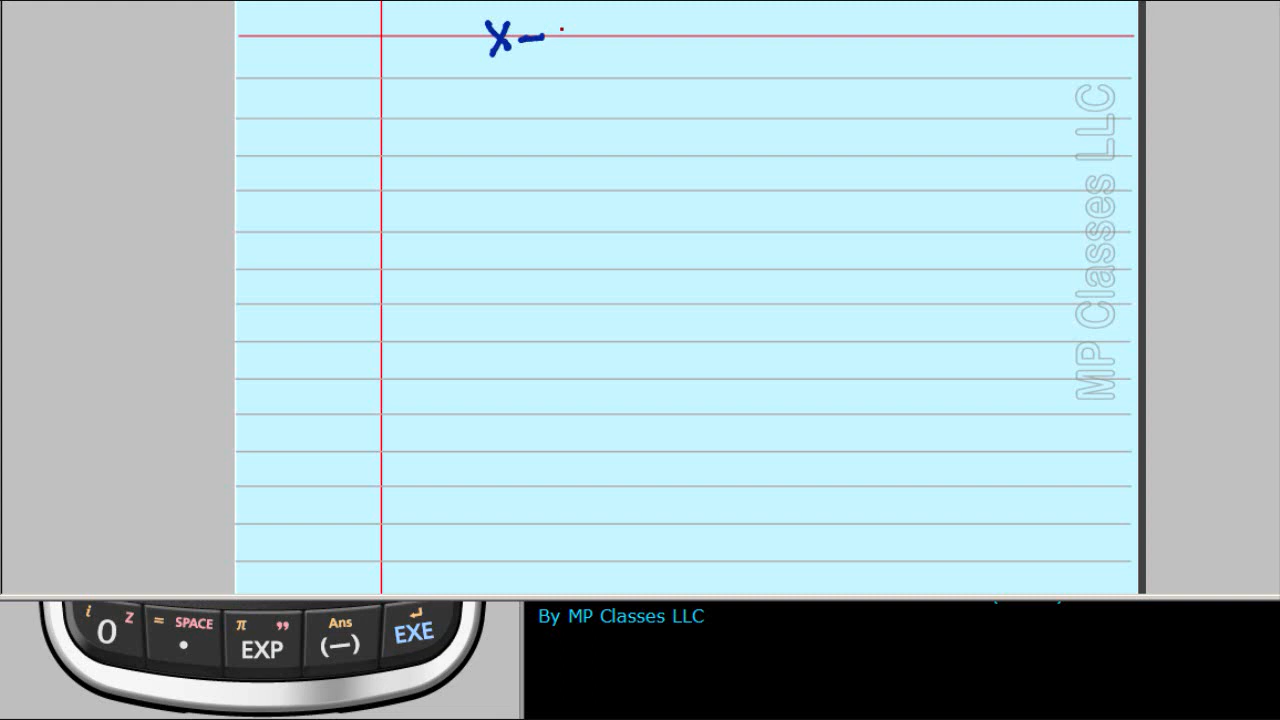 x-
MP Classes LLC
i
Z
0
= SPACE
.
π
"
EXP
Ans
(—)
↵
EXE
By MP Classes LLC